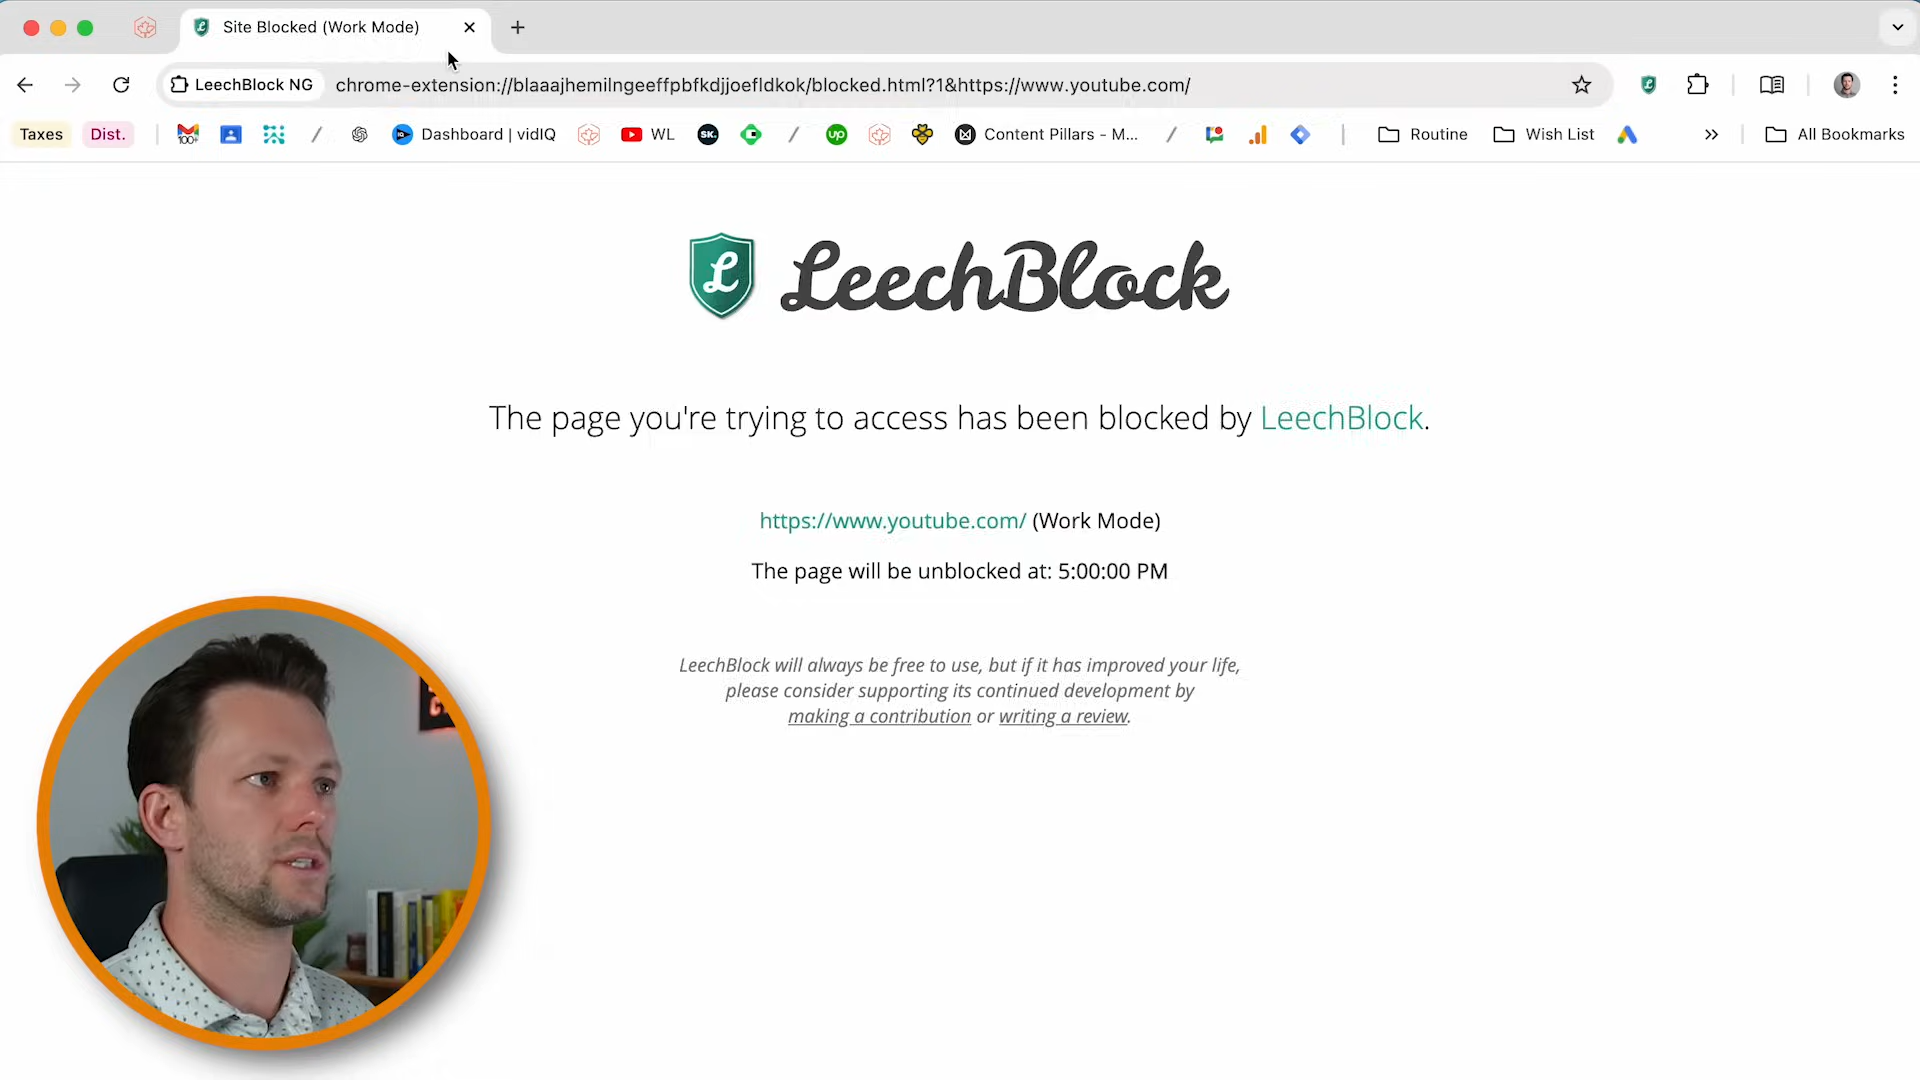 Site Blocked (Work Mode)
LeechBlock NG
chrome-extension://blaaajhemilngeeffpbfkdjjoefldkok/blocked.html?1&https://www.youtube.com/
Taxes
Dist.
100+
Dashboard | vidIQ
WL
SK.
up
Content Pillars - M...
Routine
Wish List
All Bookmarks
L LeechBlock
The page you're trying to access has been blocked by LeechBlock.
https://www.youtube.com/ (Work Mode)
The page will be unblocked at: 5:00:00 PM
LeechBlock will always be free to use, but if it has improved your life,
please consider supporting its continued development by
making a contribution or writing a review.